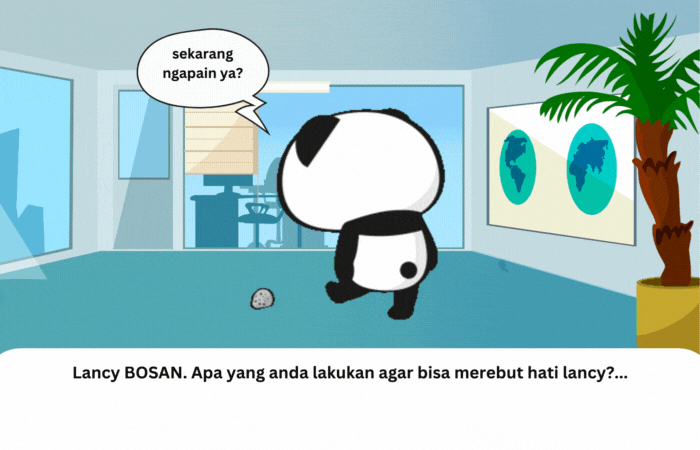 sekarang
ngapain ya?
Lancy BOSAN. Apa yang anda lakukan agar bisa merebut hati lancy?...